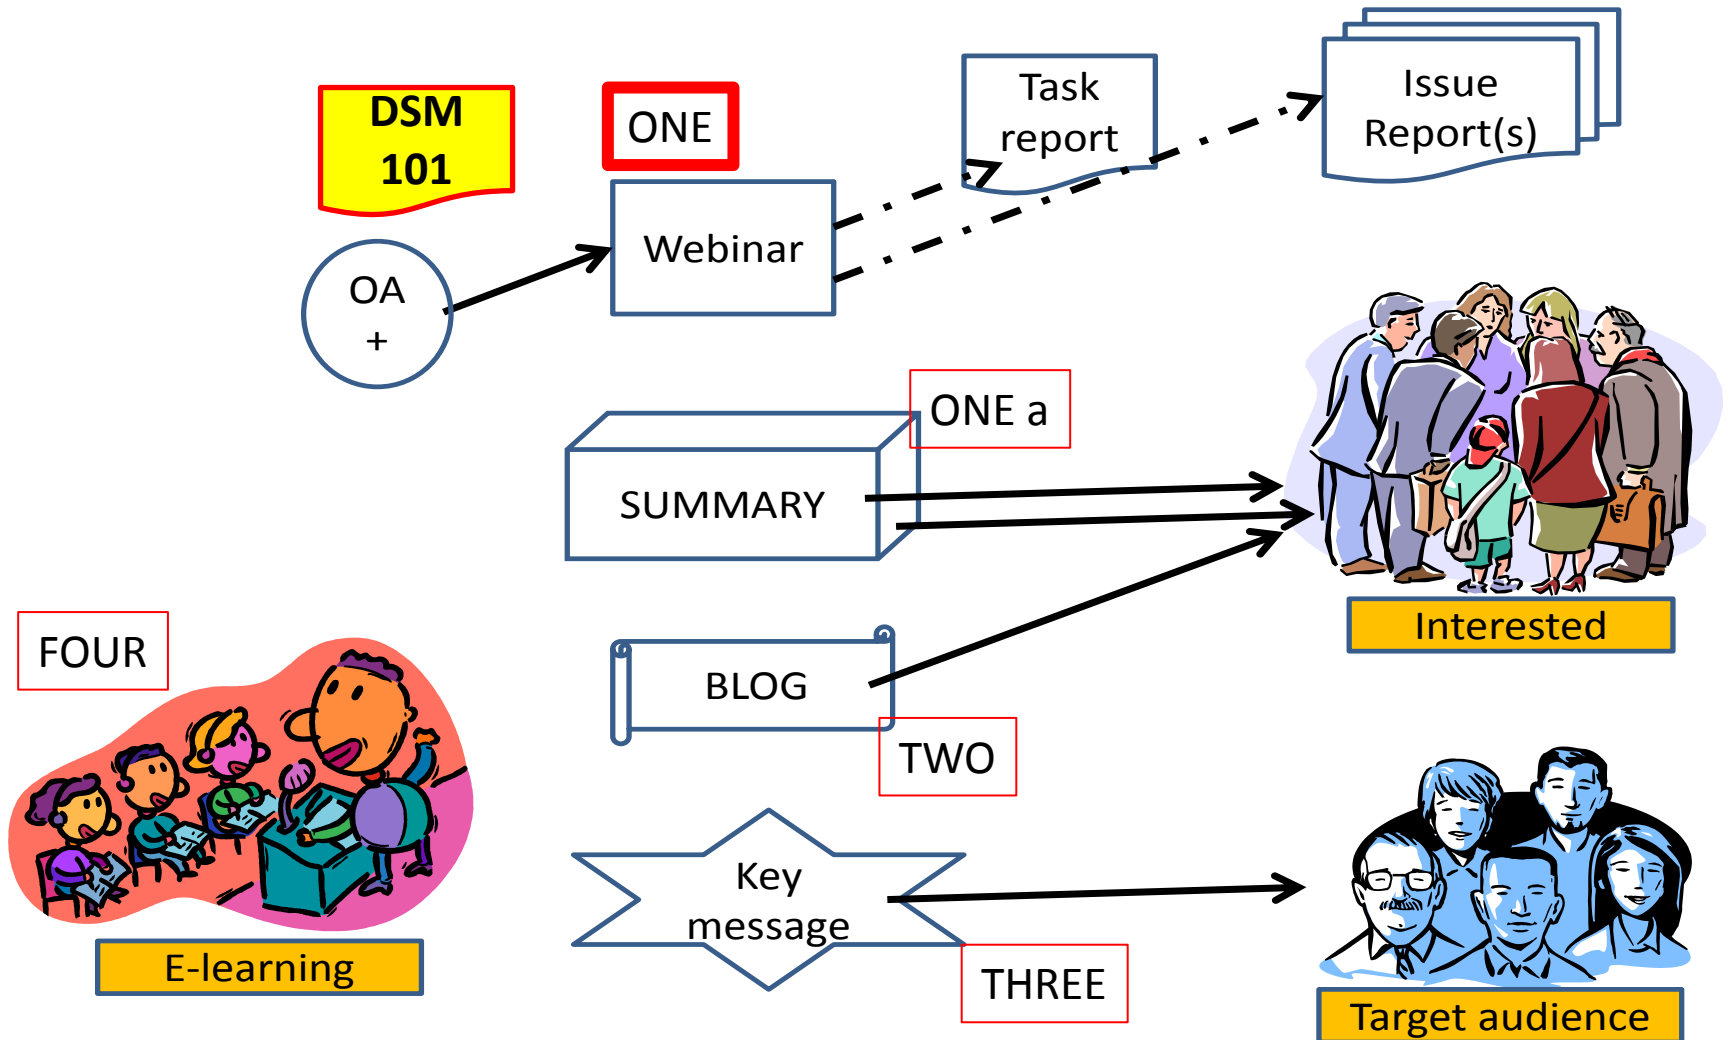 DSM
101
ONE
Task
report
Issue
Report(s)
Webinar
OA
+
ONE a
SUMMARY
Interested
FOUR
BLOG
TWO
Key
message
E-learning
THREE
Target audience